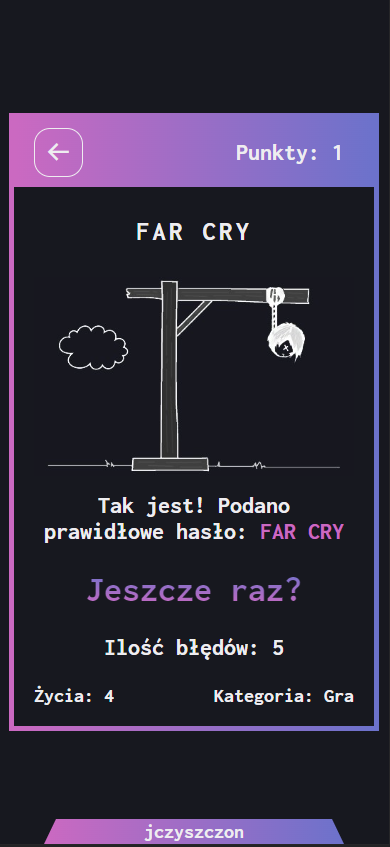 Punkty: 1
FAR CRY
Tak jest! Podano
prawidłowe hasło: FAR CRY
Jeszcze raz?
Ilość błędów: 5
Życia: 4 Kategoria: Gra
jczyszczon